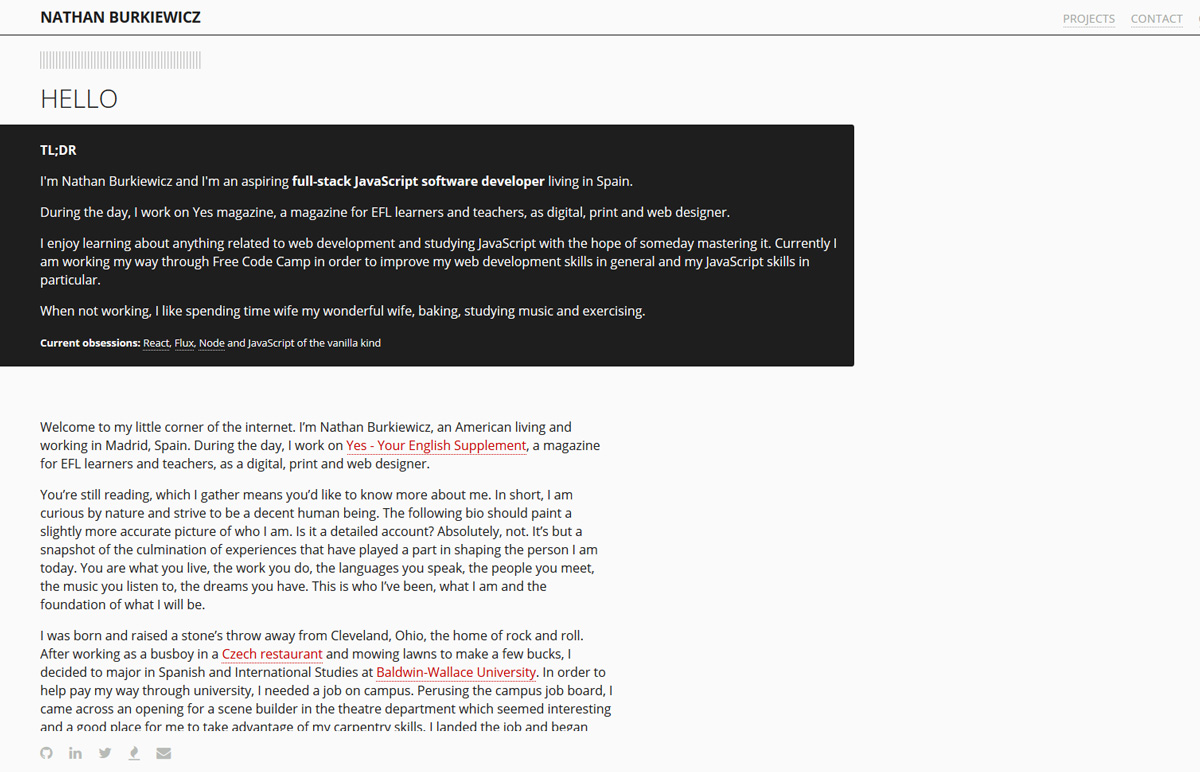 NATHAN BURKIEWICZ
PROJECTS CONTACT
HELLO
TL;DR
I'm Nathan Burkiewicz and I'm an aspiring full-stack JavaScript software developer living in Spain.
During the day, I work on Yes magazine, a magazine for EFL learners and teachers, as digital, print and web designer.
I enjoy learning about anything related to web development and studying JavaScript with the hope of someday mastering it. Currently I
am working my way through Free Code Camp in order to improve my web development skills in general and my JavaScript skills in
particular.
When not working, I like spending time wife my wonderful wife, baking, studying music and exercising.
Current obsessions: React, Flux, Node and JavaScript of the vanilla kind
Welcome to my little corner of the internet. I’m Nathan Burkiewicz, an American living and
working in Madrid, Spain. During the day, I work on Yes - Your English Supplement, a magazine
for EFL learners and teachers, as a digital, print and web designer.
You’re still reading, which I gather means you’d like to know more about me. In short, I am
curious by nature and strive to be a decent human being. The following bio should paint a
slightly more accurate picture of who I am. Is it a detailed account? Absolutely, not. It’s but a
snapshot of the culmination of experiences that have played a part in shaping the person I am
today. You are what you live, the work you do, the languages you speak, the people you meet,
the music you listen to, the dreams you have. This is who I’ve been, what I am and the
foundation of what I will be.
I was born and raised a stone’s throw away from Cleveland, Ohio, the home of rock and roll.
After working as a busboy in a Czech restaurant and mowing lawns to make a few bucks, I
decided to major in Spanish and International Studies at Baldwin-Wallace University. In order to
help pay my way through university, I needed a job on campus. Perusing the campus job board, I
came across an opening for a scene builder in the theatre department which seemed interesting
and a good place for me to take advantage of my carpentry skills. I landed the job and began